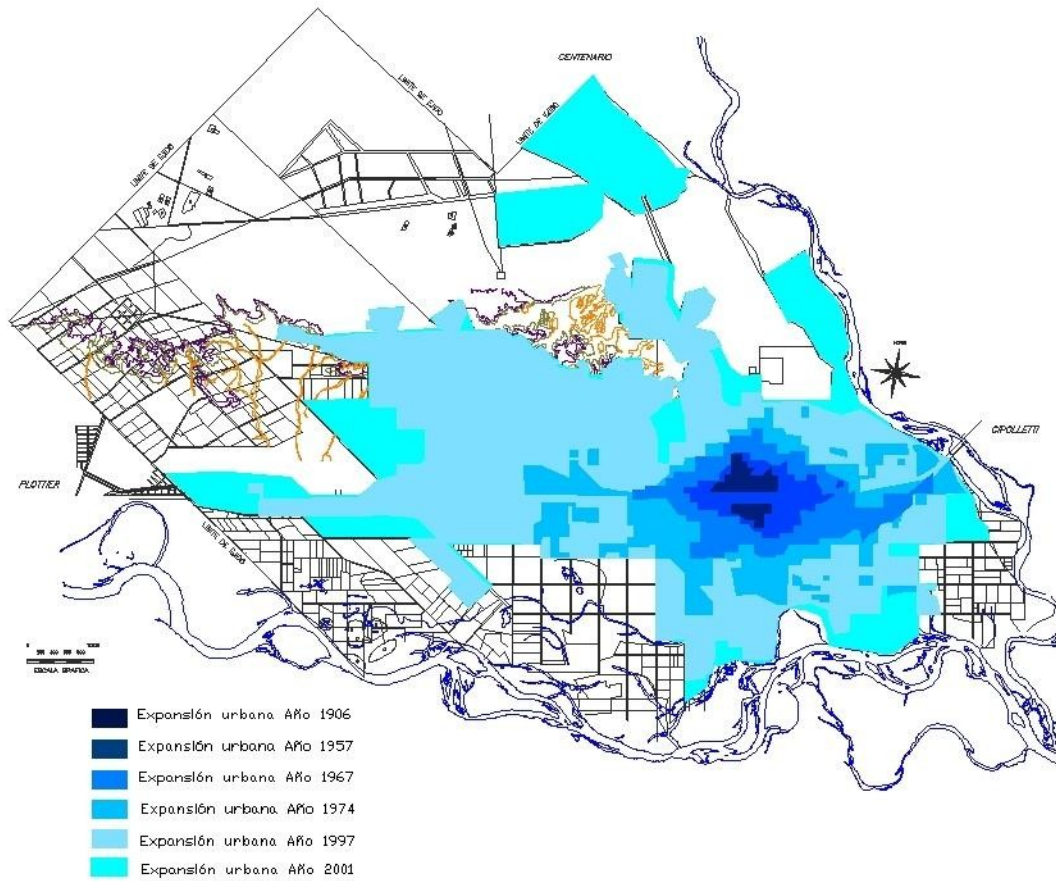 CENTENARIO
LIMITE DE EJIDO
LIMITE DE EJIDO
LIMITE DE EJIDO
CIPOLLETTI
PLOTTIER
LIMITE DE EJIDO
ESCALA GRAFICA
Expansión urbana Año 1906
Expansión urbana Año 1957
Expansión urbana Año 1967
Expansión urbana Año 1974
Expansión urbana Año 1997
Expansión urbana Año 2001